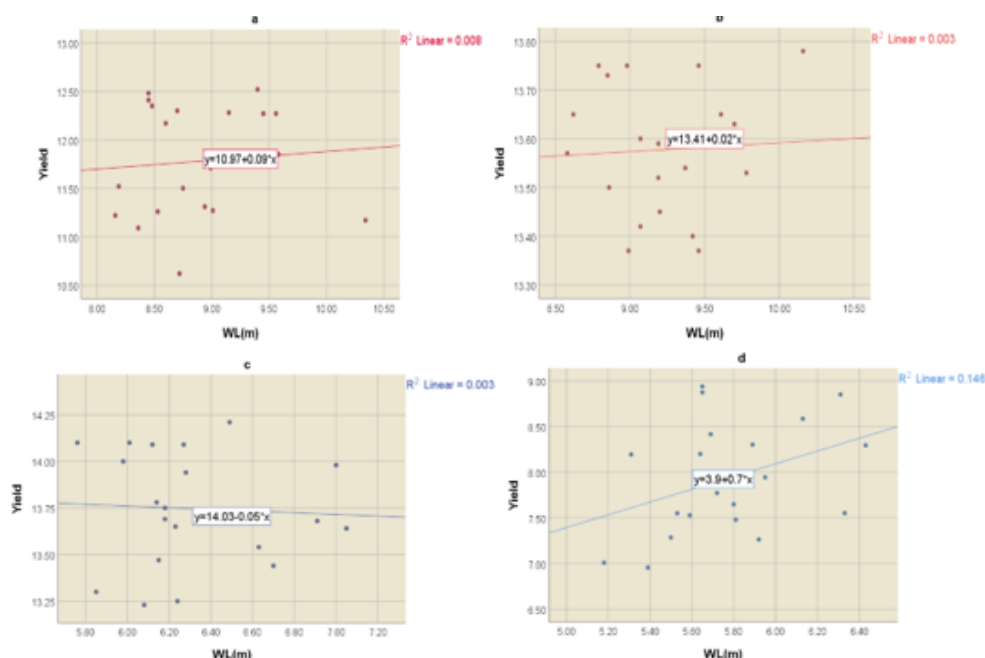 a
R² Linear = 0.008
13.00
12.50
12.00
11.50
11.00
10.50
Yield
y=10.97+0.09*x
8.00 8.50 9.00 9.50 10.00 10.50
WL(m)
b
R² Linear = 0.003
13.80
13.70
13.60
13.50
13.40
13.30
Yield
y=13.41+0.02*x
8.50 9.00 9.50 10.00 10.50
WL(m)
c
R² Linear = 0.003
14.25
14.00
13.75
13.50
13.25
Yield
y=14.03-0.05*x
5.80 6.00 6.20 6.40 6.60 6.80 7.00 7.20
WL(m)
d
R² Linear = 0.146
9.00
8.50
8.00
7.50
7.00
6.50
Yield
y=3.9+0.7*x
5.00 5.20 5.40 5.60 5.80 6.00 6.20 6.40
WL(m)